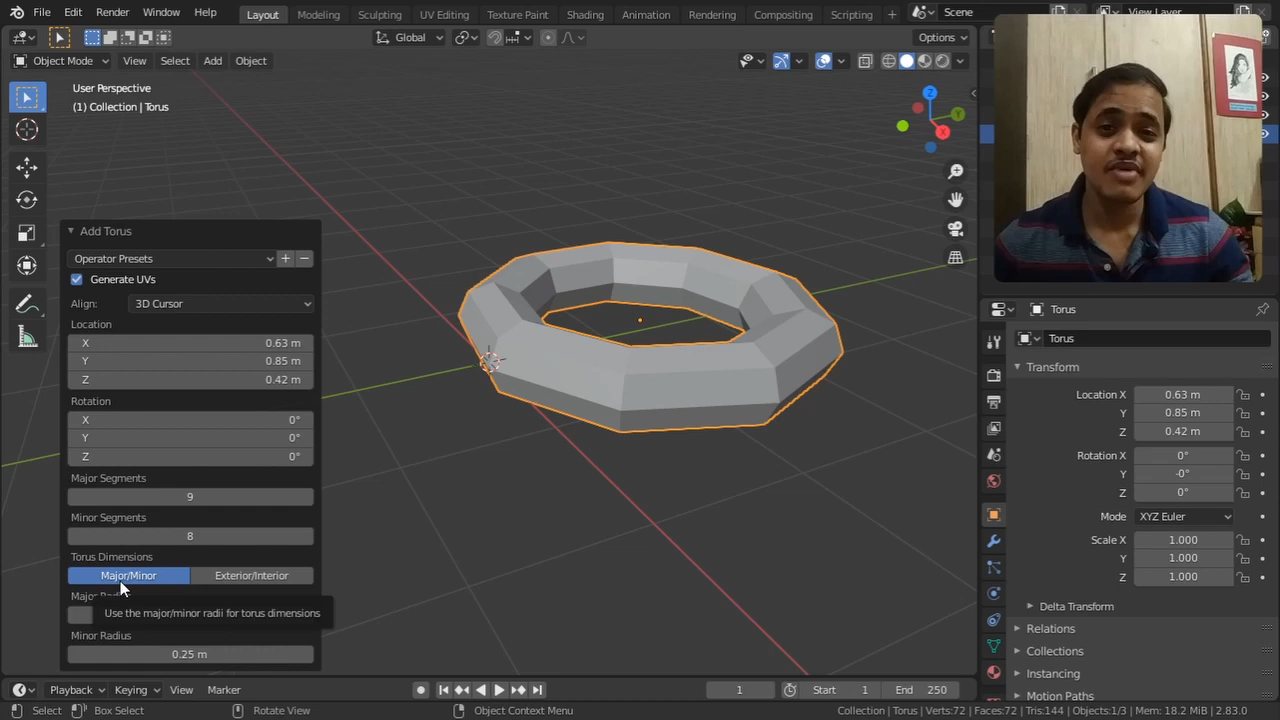 File Edit Render Window Help Layout Modeling Sculpting UV Editing Texture Paint Shading Animation Rendering Compositing Scripting + Scene View Layer
Global Options
Object Mode View Select Add Object
User Perspective
(1) Collection | Torus
Z
Y
X
Add Torus
Operator Presets + −
Generate UVs
Align: 3D Cursor
Location
X 0.63 m
Y 0.85 m
Z 0.42 m
Rotation
X 0°
Y 0°
Z 0°
Major Segments
9
Minor Segments
8
Torus Dimensions
Major/Minor Exterior/Interior
Use the major/minor radii for torus dimensions
Minor Radius
0.25 m
Torus
Torus
Transform
Location X 0.63 m
Y 0.85 m
Z 0.42 m
Rotation X 0°
Y -0°
Z 0°
Mode XYZ Euler
Scale X 1.000
Y 1.000
Z 1.000
Delta Transform
Relations
Collections
Instancing
Motion Paths
Playback Keying View Marker 1 Start 1 End 250
Select Box Select Rotate View Object Context Menu Collection | Torus | Verts:72 | Faces:72 | Tris:144 | Objects:1/3 | Mem: 18.2 MiB | 2.83.0